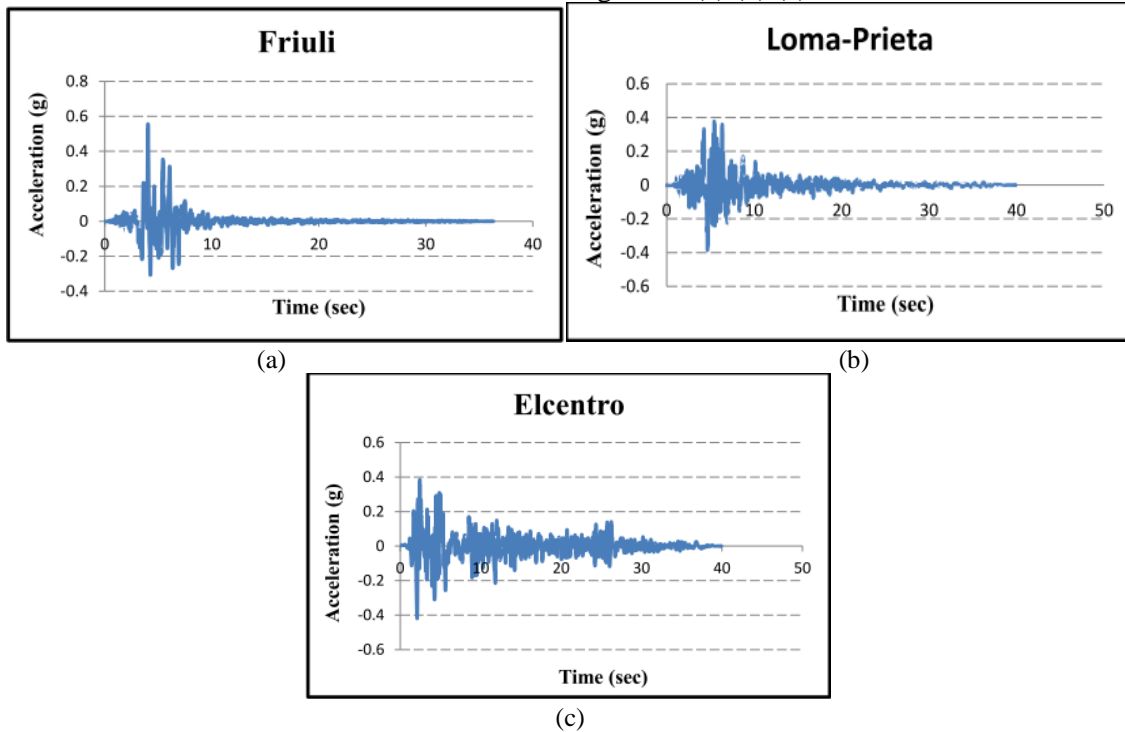 Friuli
0.8
0.6
0.4
0.2
0
-0.2
-0.4
0 10 20 30 40
Acceleration (g)
Time (sec)
(a)
Loma-Prieta
0.6
0.4
0.2
0
-0.2
-0.4
-0.6
0 10 20 30 40 50
Acceleration (g)
Time (sec)
(b)
Elcentro
0.6
0.4
0.2
0
-0.2
-0.4
-0.6
0 10 20 30 40 50
Acceleration (g)
Time (sec)
(c)